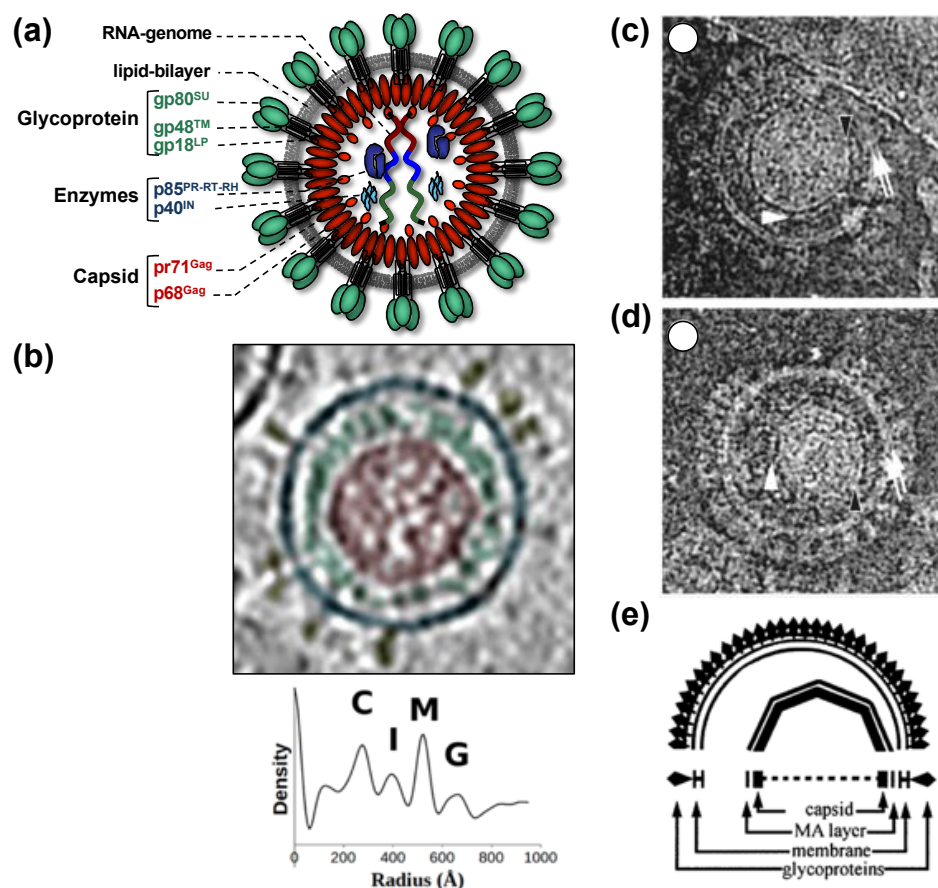 (a)
RNA-genome
lipid-bilayer
Glycoprotein
gp80SU
gp48TM
gp18LP
Enzymes
p85PR-RT-RH
p40IN
Capsid
pr71Gag
p68Gag
(b)
C
I
M
G
Density
0
200
400
600
800
1000
Radius (Å)
(c)
(d)
(e)
capsid
MA layer
membrane
glycoproteins